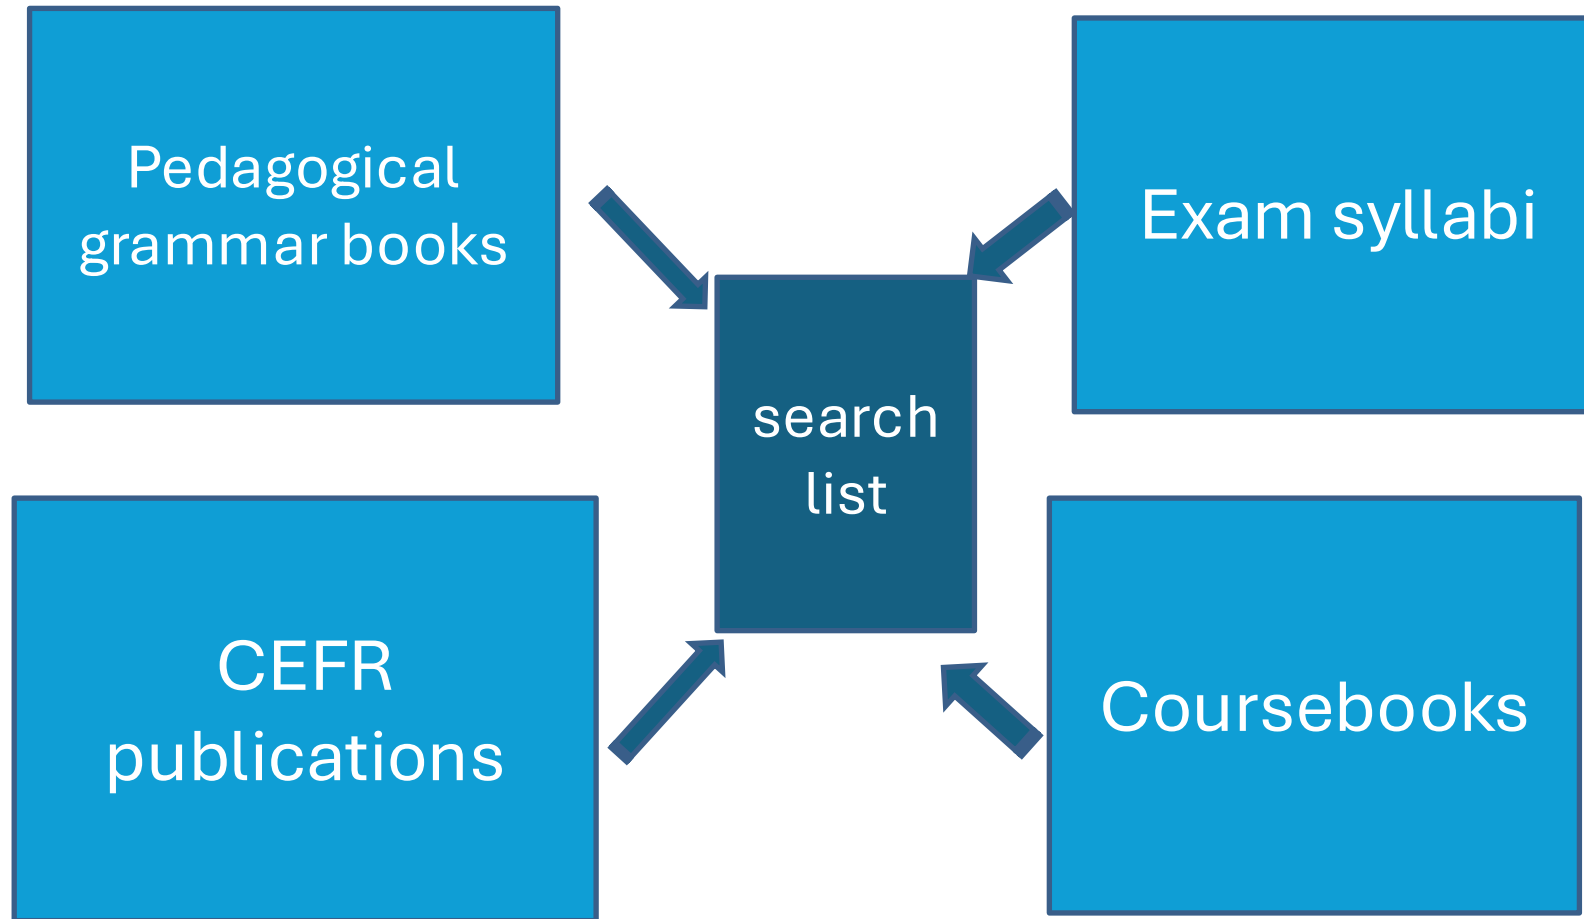 Pedagogical
grammar books
Exam syllabi
search
list
CEFR
publications
Coursebooks